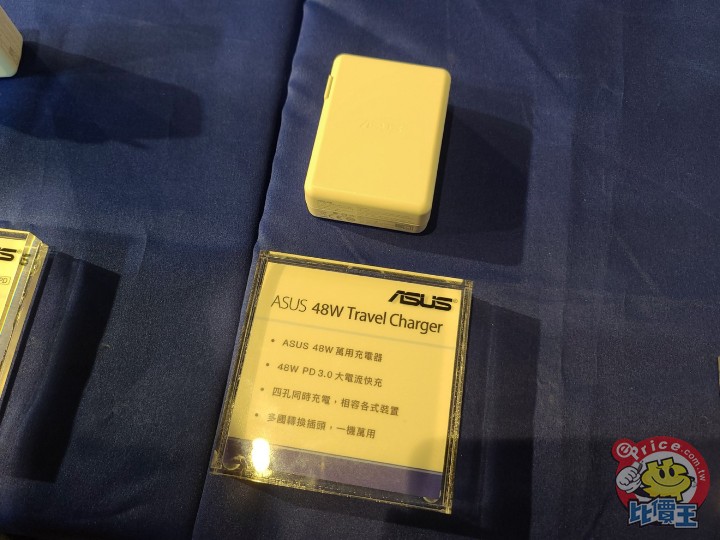 ASUS
ASUS 48W Travel Charger
• ASUS 48W 萬用充電器
• 48W PD 3.0 大電流快充
• 四孔同時充電，相容各式裝置
• 多國轉換插頭，一機萬用
PD
ePrice.com.tw
比價王